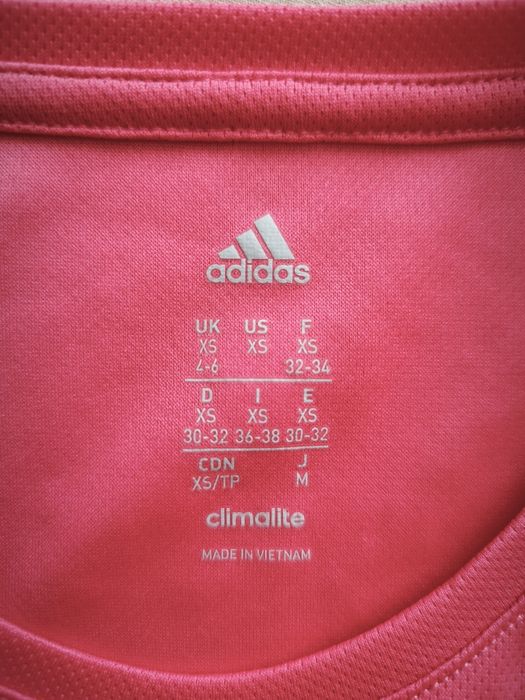 adidas
UK US F
XS XS XS
4-6 32-34
D I E
XS XS XS
30-32 36-38 30-32
CDN J
XS/TP M
climalite
MADE IN VIETNAM